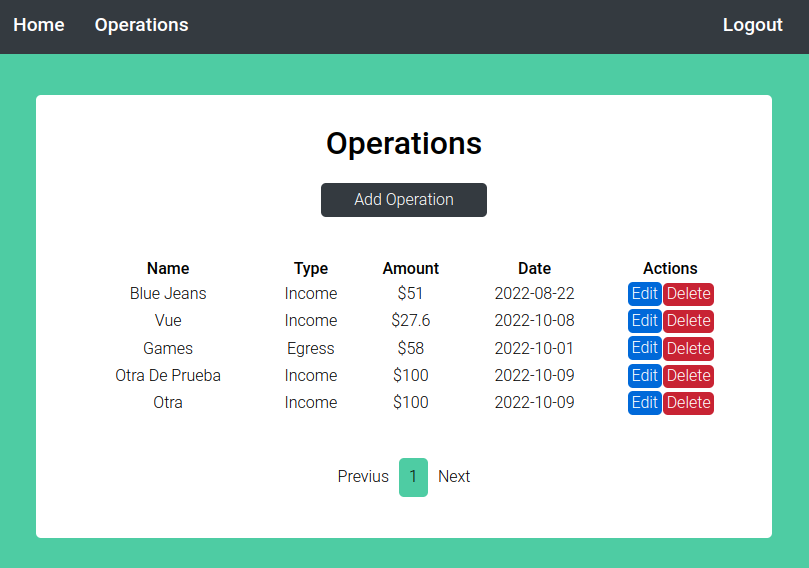 Home Operations Logout
Operations
Add Operation
Name Type Amount Date Actions
Blue Jeans Income $51 2022-08-22 Edit Delete
Vue Income $27.6 2022-10-08 Edit Delete
Games Egress $58 2022-10-01 Edit Delete
Otra De Prueba Income $100 2022-10-09 Edit Delete
Otra Income $100 2022-10-09 Edit Delete
Previus 1 Next